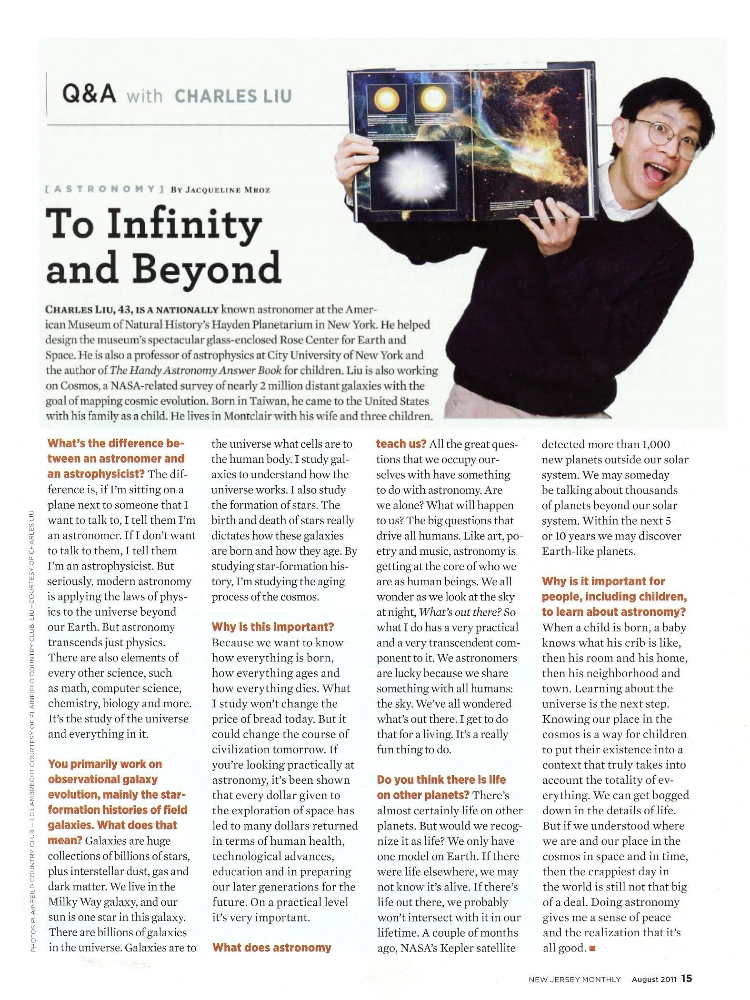 Q&A with CHARLES LIU
[ASTRONOMY] BY JACQUELINE MROZ
To Infinity
and Beyond
CHARLES LIU, 43, IS A NATIONALLY known astronomer at the Amer-
ican Museum of Natural History's Hayden Planetarium in New York. He helped
design the museum's spectacular glass-enclosed Rose Center for Earth and
Space. He is also a professor of astrophysics at City University of New York and
the author of The Handy Astronomy Answer Book for children. Liu is also working
on Cosmos, a NASA-related survey of nearly 2 million distant galaxies with the
goal of mapping cosmic evolution. Born in Taiwan, he came to the United States
with his family as a child. He lives in Montclair with his wife and three children.
What's the difference be-
tween an astronomer and
an astrophysicist? The dif-
ference is, if I'm sitting on a
plane next to someone that I
want to talk to, I tell them I'm
an astronomer. If I don't want
to talk to them, I tell them
I'm an astrophysicist. But
seriously, modern astronomy
is applying the laws of phys-
ics to the universe beyond
our Earth. But astronomy
transcends just physics.
There are also elements of
every other science, such
as math, computer science,
chemistry, biology and more.
It's the study of the universe
and everything in it.
You primarily work on
observational galaxy
evolution, mainly the star-
formation histories of field
galaxies. What does that
mean? Galaxies are huge
collections of billions of stars,
plus interstellar dust, gas and
dark matter. We live in the
Milky Way galaxy, and our
sun is one star in this galaxy.
There are billions of galaxies
in the universe. Galaxies are to
the universe what cells are to
the human body. I study gal-
axies to understand how the
universe works. I also study
the formation of stars. The
birth and death of stars really
dictates how these galaxies
are born and how they age. By
studying star-formation his-
tory, I'm studying the aging
process of the cosmos.
Why is this important?
Because we want to know
how everything is born,
how everything ages and
how everything dies. What
I study won't change the
price of bread today. But it
could change the course of
civilization tomorrow. If
you're looking practically at
astronomy, it's been shown
that every dollar given to
the exploration of space has
led to many dollars returned
in terms of human health,
technological advances,
education and in preparing
our later generations for the
future. On a practical level
it's very important.
What does astronomy
teach us? All the great ques-
tions that we occupy our-
selves with have something
to do with astronomy. Are
we alone? What will happen
to us? The big questions that
drive all humans. Like art, po-
etry and music, astronomy is
getting at the core of who we
are as human beings. We all
wonder as we look at the sky
at night, What's out there? So
what I do has a very practical
and a very transcendent com-
ponent to it. We astronomers
are lucky because we share
something with all humans:
the sky. We've all wondered
what's out there. I get to do
that for a living. It's a really
fun thing to do.
Do you think there is life
on other planets? There's
almost certainly life on other
planets. But would we recog-
nize it as life? We only have
one model on Earth. If there
were life elsewhere, we may
not know it's alive. If there's
life out there, we probably
won't intersect with it in our
lifetime. A couple of months
ago, NASA's Kepler satellite
detected more than 1,000
new planets outside our solar
system. We may someday
be talking about thousands
of planets beyond our solar
system. Within the next 5
or 10 years we may discover
Earth-like planets.
Why is it important for
people, including children,
to learn about astronomy?
When a child is born, a baby
knows what his crib is like,
then his room and his home,
then his neighborhood and
town. Learning about the
universe is the next step.
Knowing our place in the
cosmos is a way for children
to put their existence into a
context that truly takes into
account the totality of ev-
erything. We can get bogged
down in the details of life.
But if we understood where
we are and our place in the
cosmos in space and in time,
then the crappiest day in
the world is still not that big
of a deal. Doing astronomy
gives me a sense of peace
and the realization that it's
all good. ■
PHOTOS:PLAINFEILD COUNTRY CLUB — LC LAMBRECHT COURTESY OF PLAINFIELD COUNTRY CLUB: LIU—COURTESY OF CHARLES LIU
NEW JERSEY MONTHLY August 2011 15